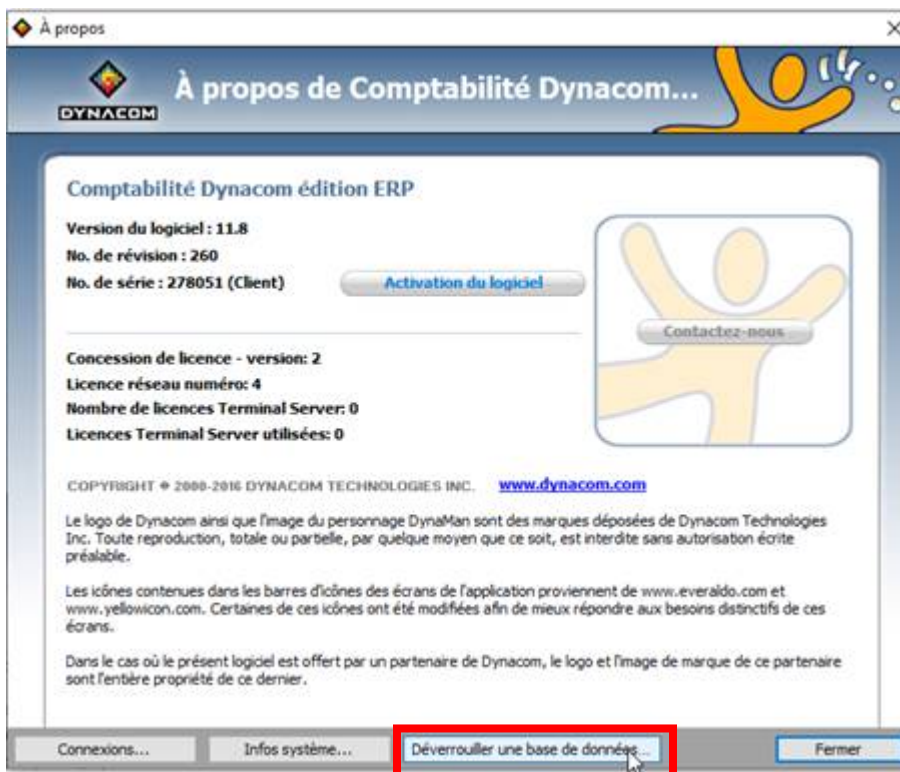 À propos
DYNACOM
À propos de Comptabilité Dynacom...
Comptabilité Dynacom édition ERP
Version du logiciel : 11.8
No. de révision : 260
No. de série : 278051 (Client)
Activation du logiciel
Contactez-nous
Concession de licence - version: 2
Licence réseau numéro: 4
Nombre de licences Terminal Server: 0
Licences Terminal Server utilisées: 0
COPYRIGHT 2000-2016 DYNACOM TECHNOLOGIES INC. www.dynacom.com
Le logo de Dynacom ainsi que l'image du personnage DynaMan sont des marques déposées de Dynacom Technologies
Inc. Toute reproduction, totale ou partielle, par quelque moyen que ce soit, est interdite sans autorisation écrite
préalable.
Les icônes contenues dans les barres d'icônes des écrans de l'application proviennent de www.everaldo.com et
www.yellowicon.com. Certaines de ces icônes ont été modifiées afin de mieux répondre aux besoins distinctifs de ces
écrans.
Dans le cas où le présent logiciel est offert par un partenaire de Dynacom, le logo et l'image de marque de ce partenaire
sont l'entière propriété de ce dernier.
Connexions... Infos système... Déverrouiller une base de données... Fermer